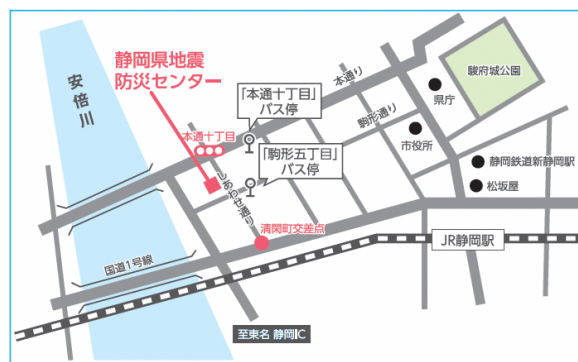 静岡県地震
防災センター
安倍川
「本通十丁目」
バス停
本通り
駿府城公園
県庁
駒形通り
本通十丁目
市役所
「駒形五丁目」
バス停
静岡鉄道新静岡駅
松坂屋
しあわせ通り
清閑町交差点
国道1号線
JR静岡駅
至東名 静岡IC